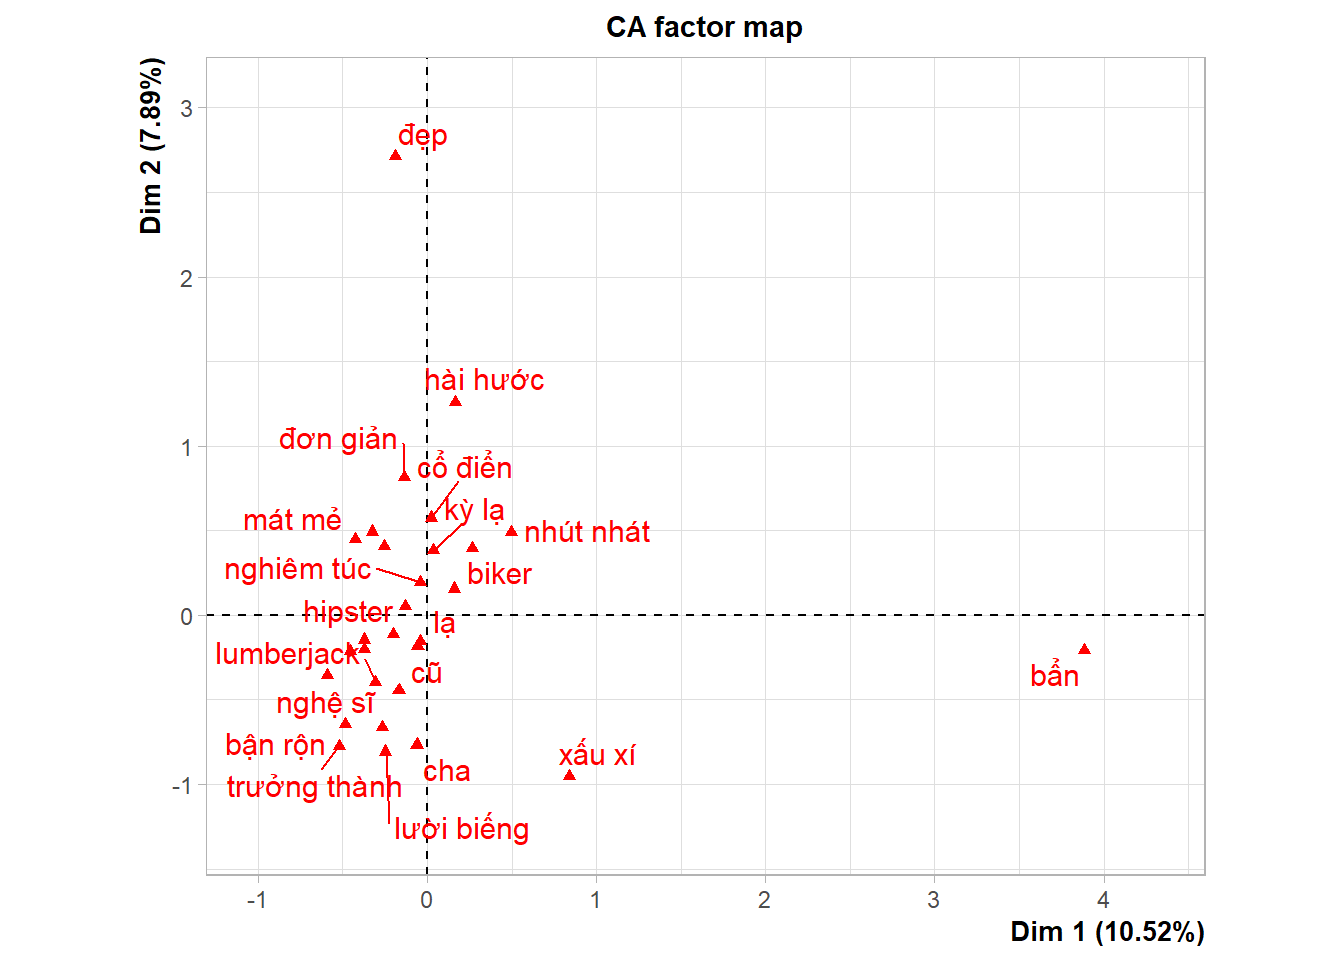 CA factor map
Dim 2 (7.89%)
3
đẹp
2
hài hước
1
đơn giản
cổ điển
kỳ lạ
mát mẻ
nhút nhát
nghiêm túc
biker
0
hipster
lạ
lumberjack
cũ
bẩn
nghệ sĩ
bận rộn
xấu xí
cha
-1
trưởng thành
lười biếng
-1
0
1
2
3
4
Dim 1 (10.52%)